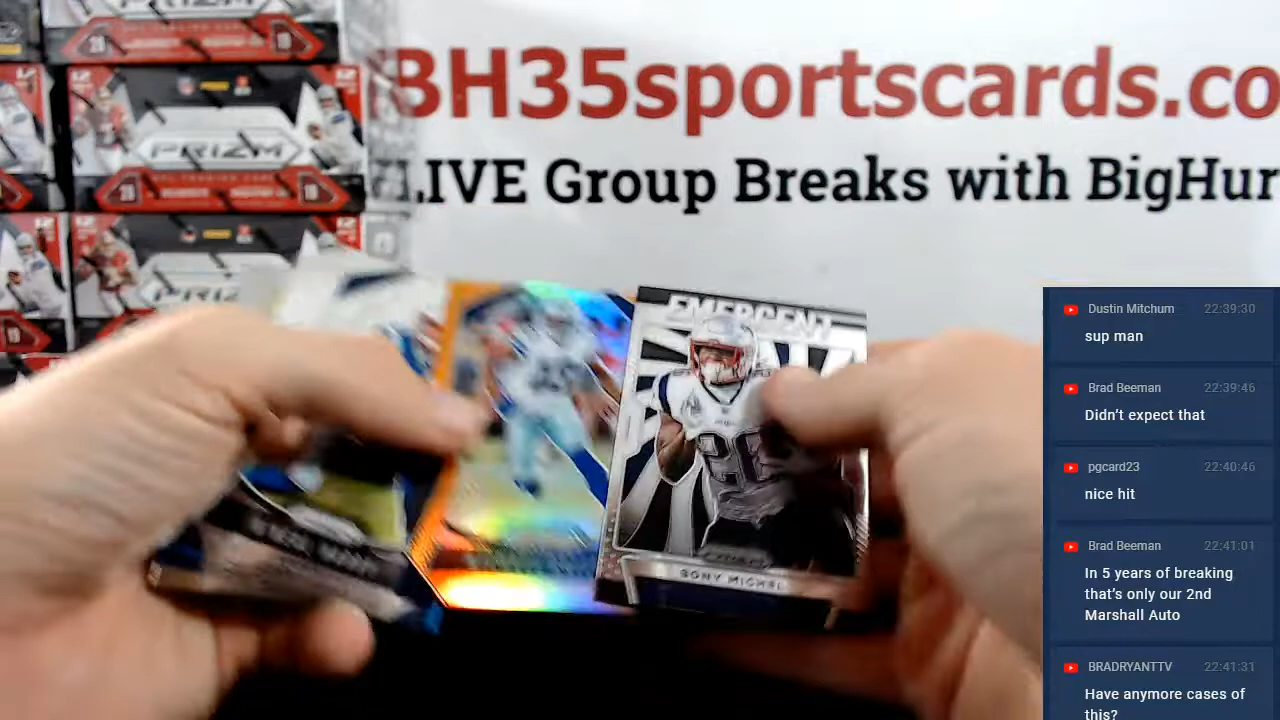 BH35sportscards.co
LIVE Group Breaks with BigHur
PRIZM
EMERGENT
28
SONY MICHEL
Dustin Mitchum 22:39:30
sup man
Brad Beeman 22:39:46
Didn't expect that
pgcard23 22:40:46
nice hit
Brad Beeman 22:41:01
In 5 years of breaking
that's only our 2nd
Marshall Auto
BRADRYANTTV 22:41:31
Have anymore cases of
this?